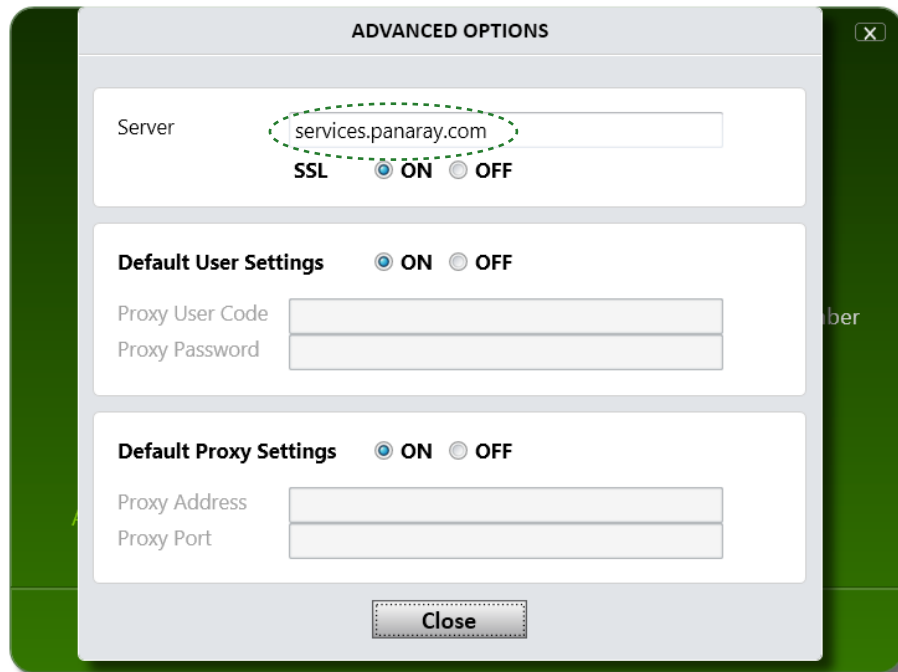 ADVANCED OPTIONS
X
Server
services.panaray.com
SSL ON OFF
Default User Settings ON OFF
Proxy User Code
Proxy Password
Default Proxy Settings ON OFF
Proxy Address
Proxy Port
Close